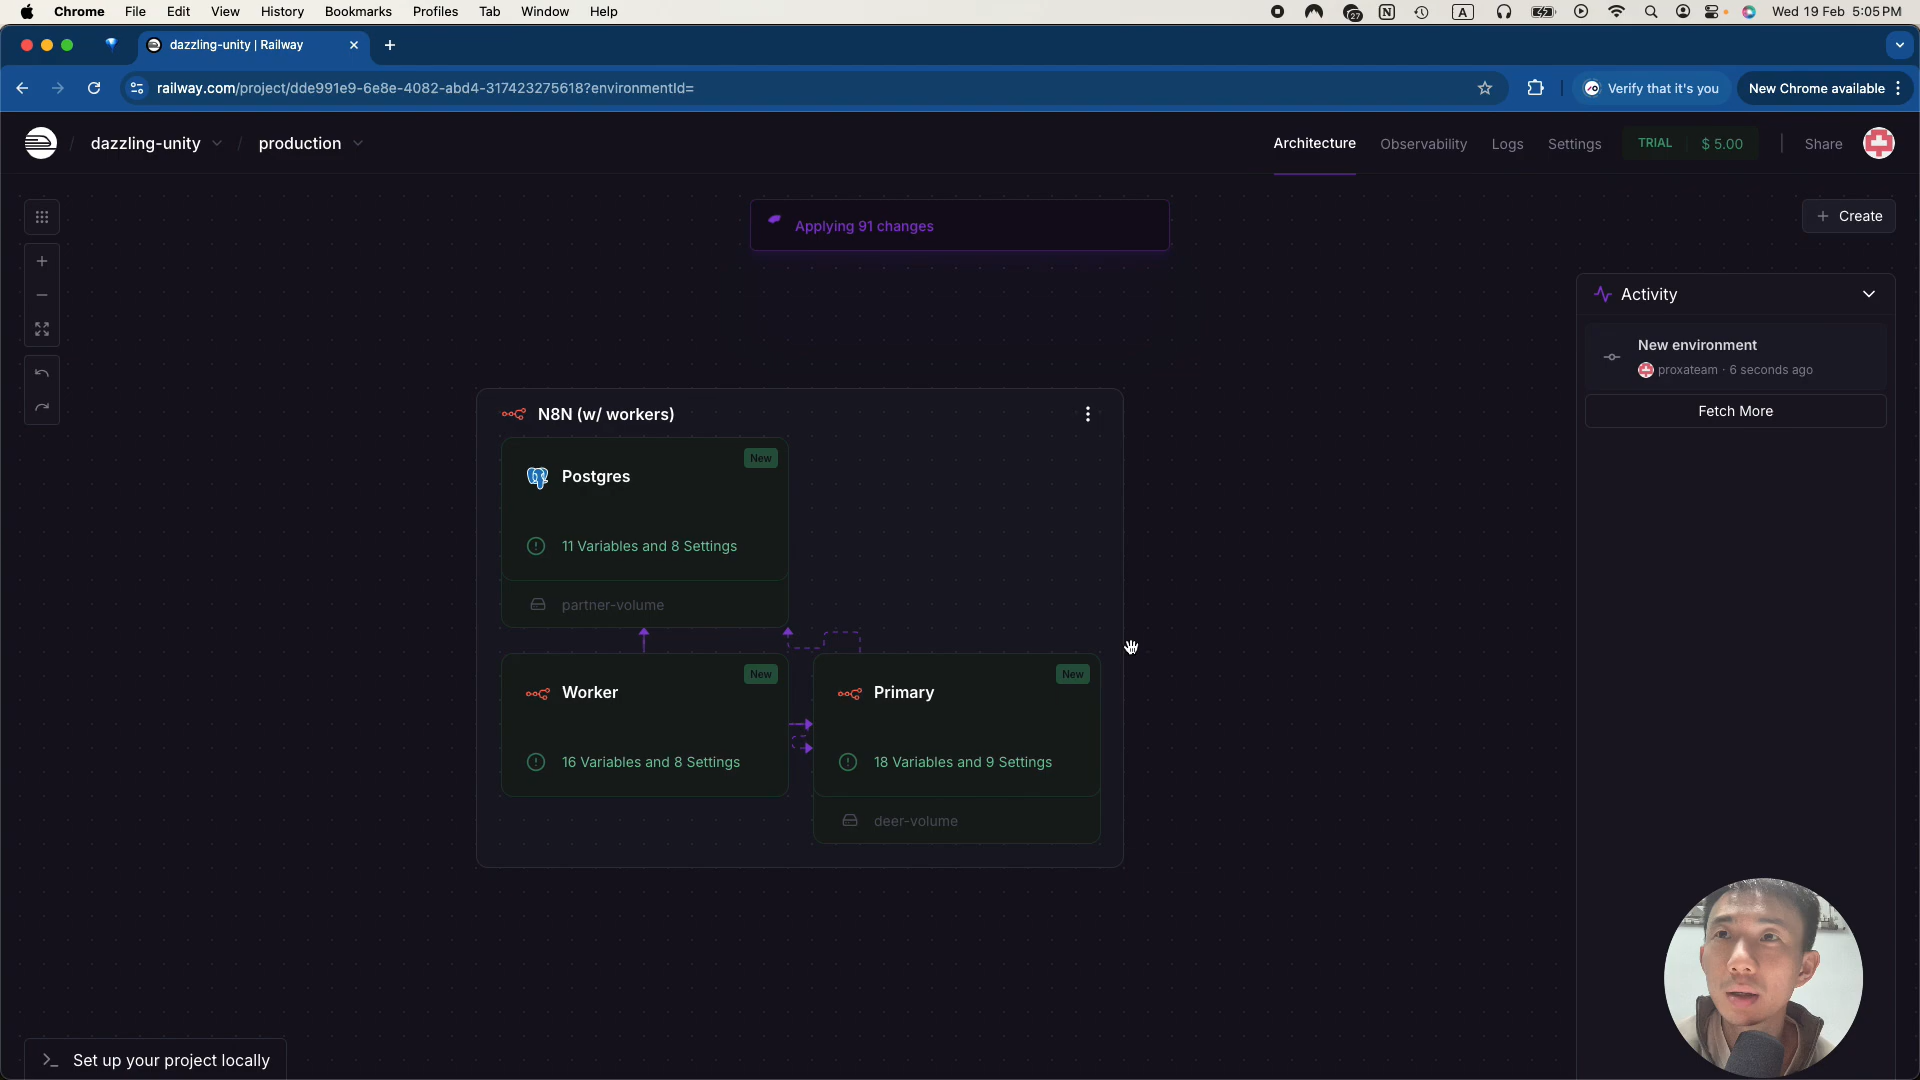 Chrome File Edit View History Bookmarks Profiles Tab Window Help
27 N A Wed 19 Feb 5:05 PM
dazzling-unity | Railway
railway.com/project/dde991e9-6e8e-4082-abd4-317423275618?environmentId=
Verify that it's you
New Chrome available
dazzling-unity / production
Architecture Observability Logs Settings TRIAL $ 5.00 Share
Applying 91 changes
+ Create
Activity
New environment
proxateam · 6 seconds ago
Fetch More
N8N (w/ workers)
New
Postgres
11 Variables and 8 Settings
partner-volume
New
Worker
16 Variables and 8 Settings
New
Primary
18 Variables and 9 Settings
deer-volume
>_ Set up your project locally